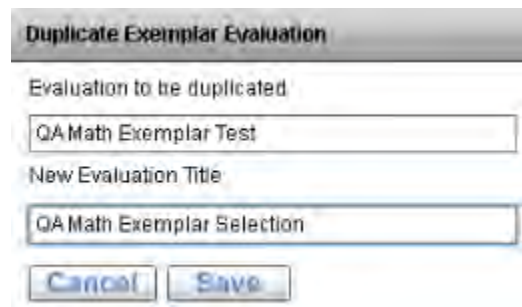 Duplicate Exemplar Evaluation
Evaluation to be duplicated
QA Math Exemplar Test
New Evaluation Title
QA Math Exemplar Selection
Cancel Save